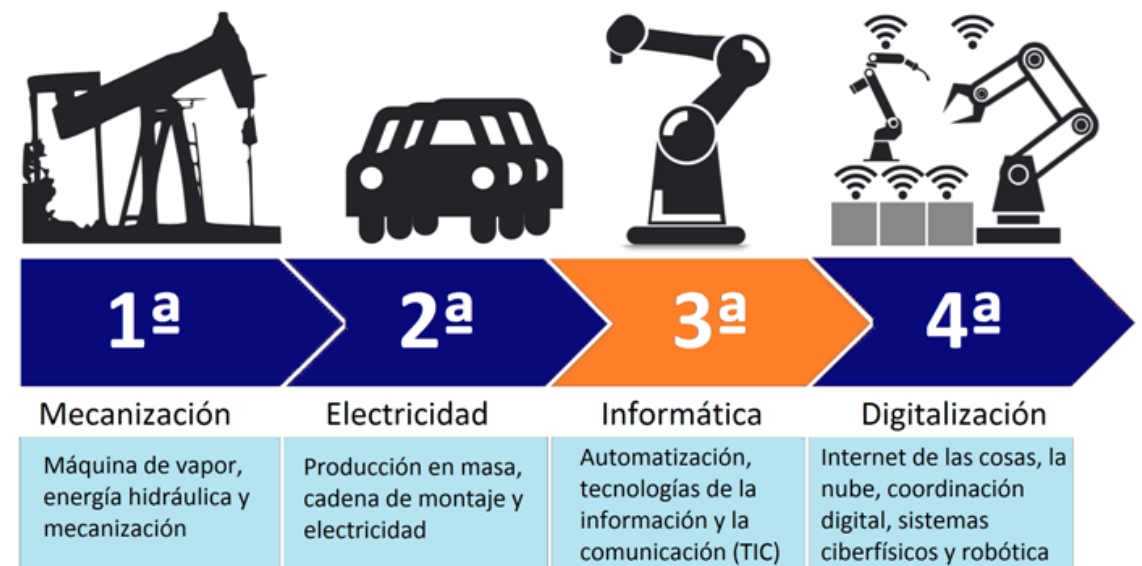 1ª
2ª
3ª
4ª
Mecanización
Electricidad
Informática
Digitalización
Máquina de vapor,
energía hidráulica y
mecanización
Producción en masa,
cadena de montaje y
electricidad
Automatización,
tecnologías de la
información y la
comunicación (TIC)
Internet de las cosas, la
nube, coordinación
digital, sistemas
ciberfísicos y robótica